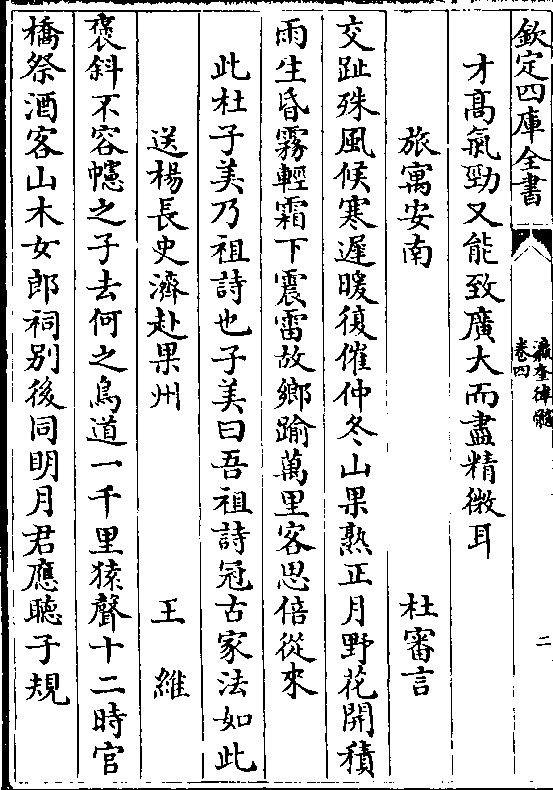 欽定四庫全書
瀛奎律髓
卷四
二
才髙氣勁又能致廣大而盡精微耳
旅寓安南
杜審言
交趾殊風候寒遲暖復催仲冬山果熟正月野花開積
雨生昏霧輕霜下震雷故鄉踰萬里客思倍從來
此杜子美乃祖詩也子美曰吾祖詩冠古家法如此
送楊長史濟赴果州
王維
褒斜不容幰之子去何之鳥道一千里猿聲十二時官
橋祭酒客山木女郎祠别後同明月君應聽子規